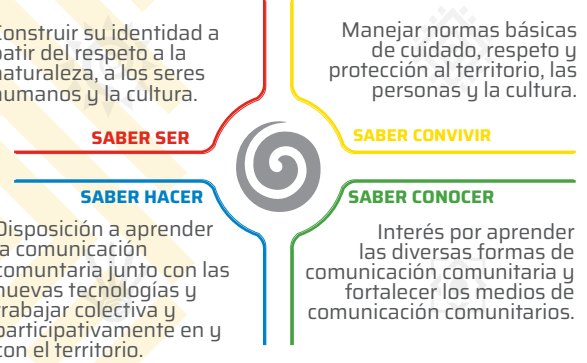 Construir su identidad a
patir del respeto a la
naturaleza, a los seres
humanos y la cultura.
SABER SER
Manejar normas básicas
de cuidado, respeto y
protección al territorio, las
personas y la cultura.
SABER CONVIVIR
SABER HACER
Disposición a aprender
la comunicación
comuntaria junto con las
nuevas tecnologías y
trabajar colectiva y
participativamente en y
con el territorio.
SABER CONOCER
Interés por aprender
las diversas formas de
comunicación comunitaria y
fortalecer los medios de
comunicación comunitarios.